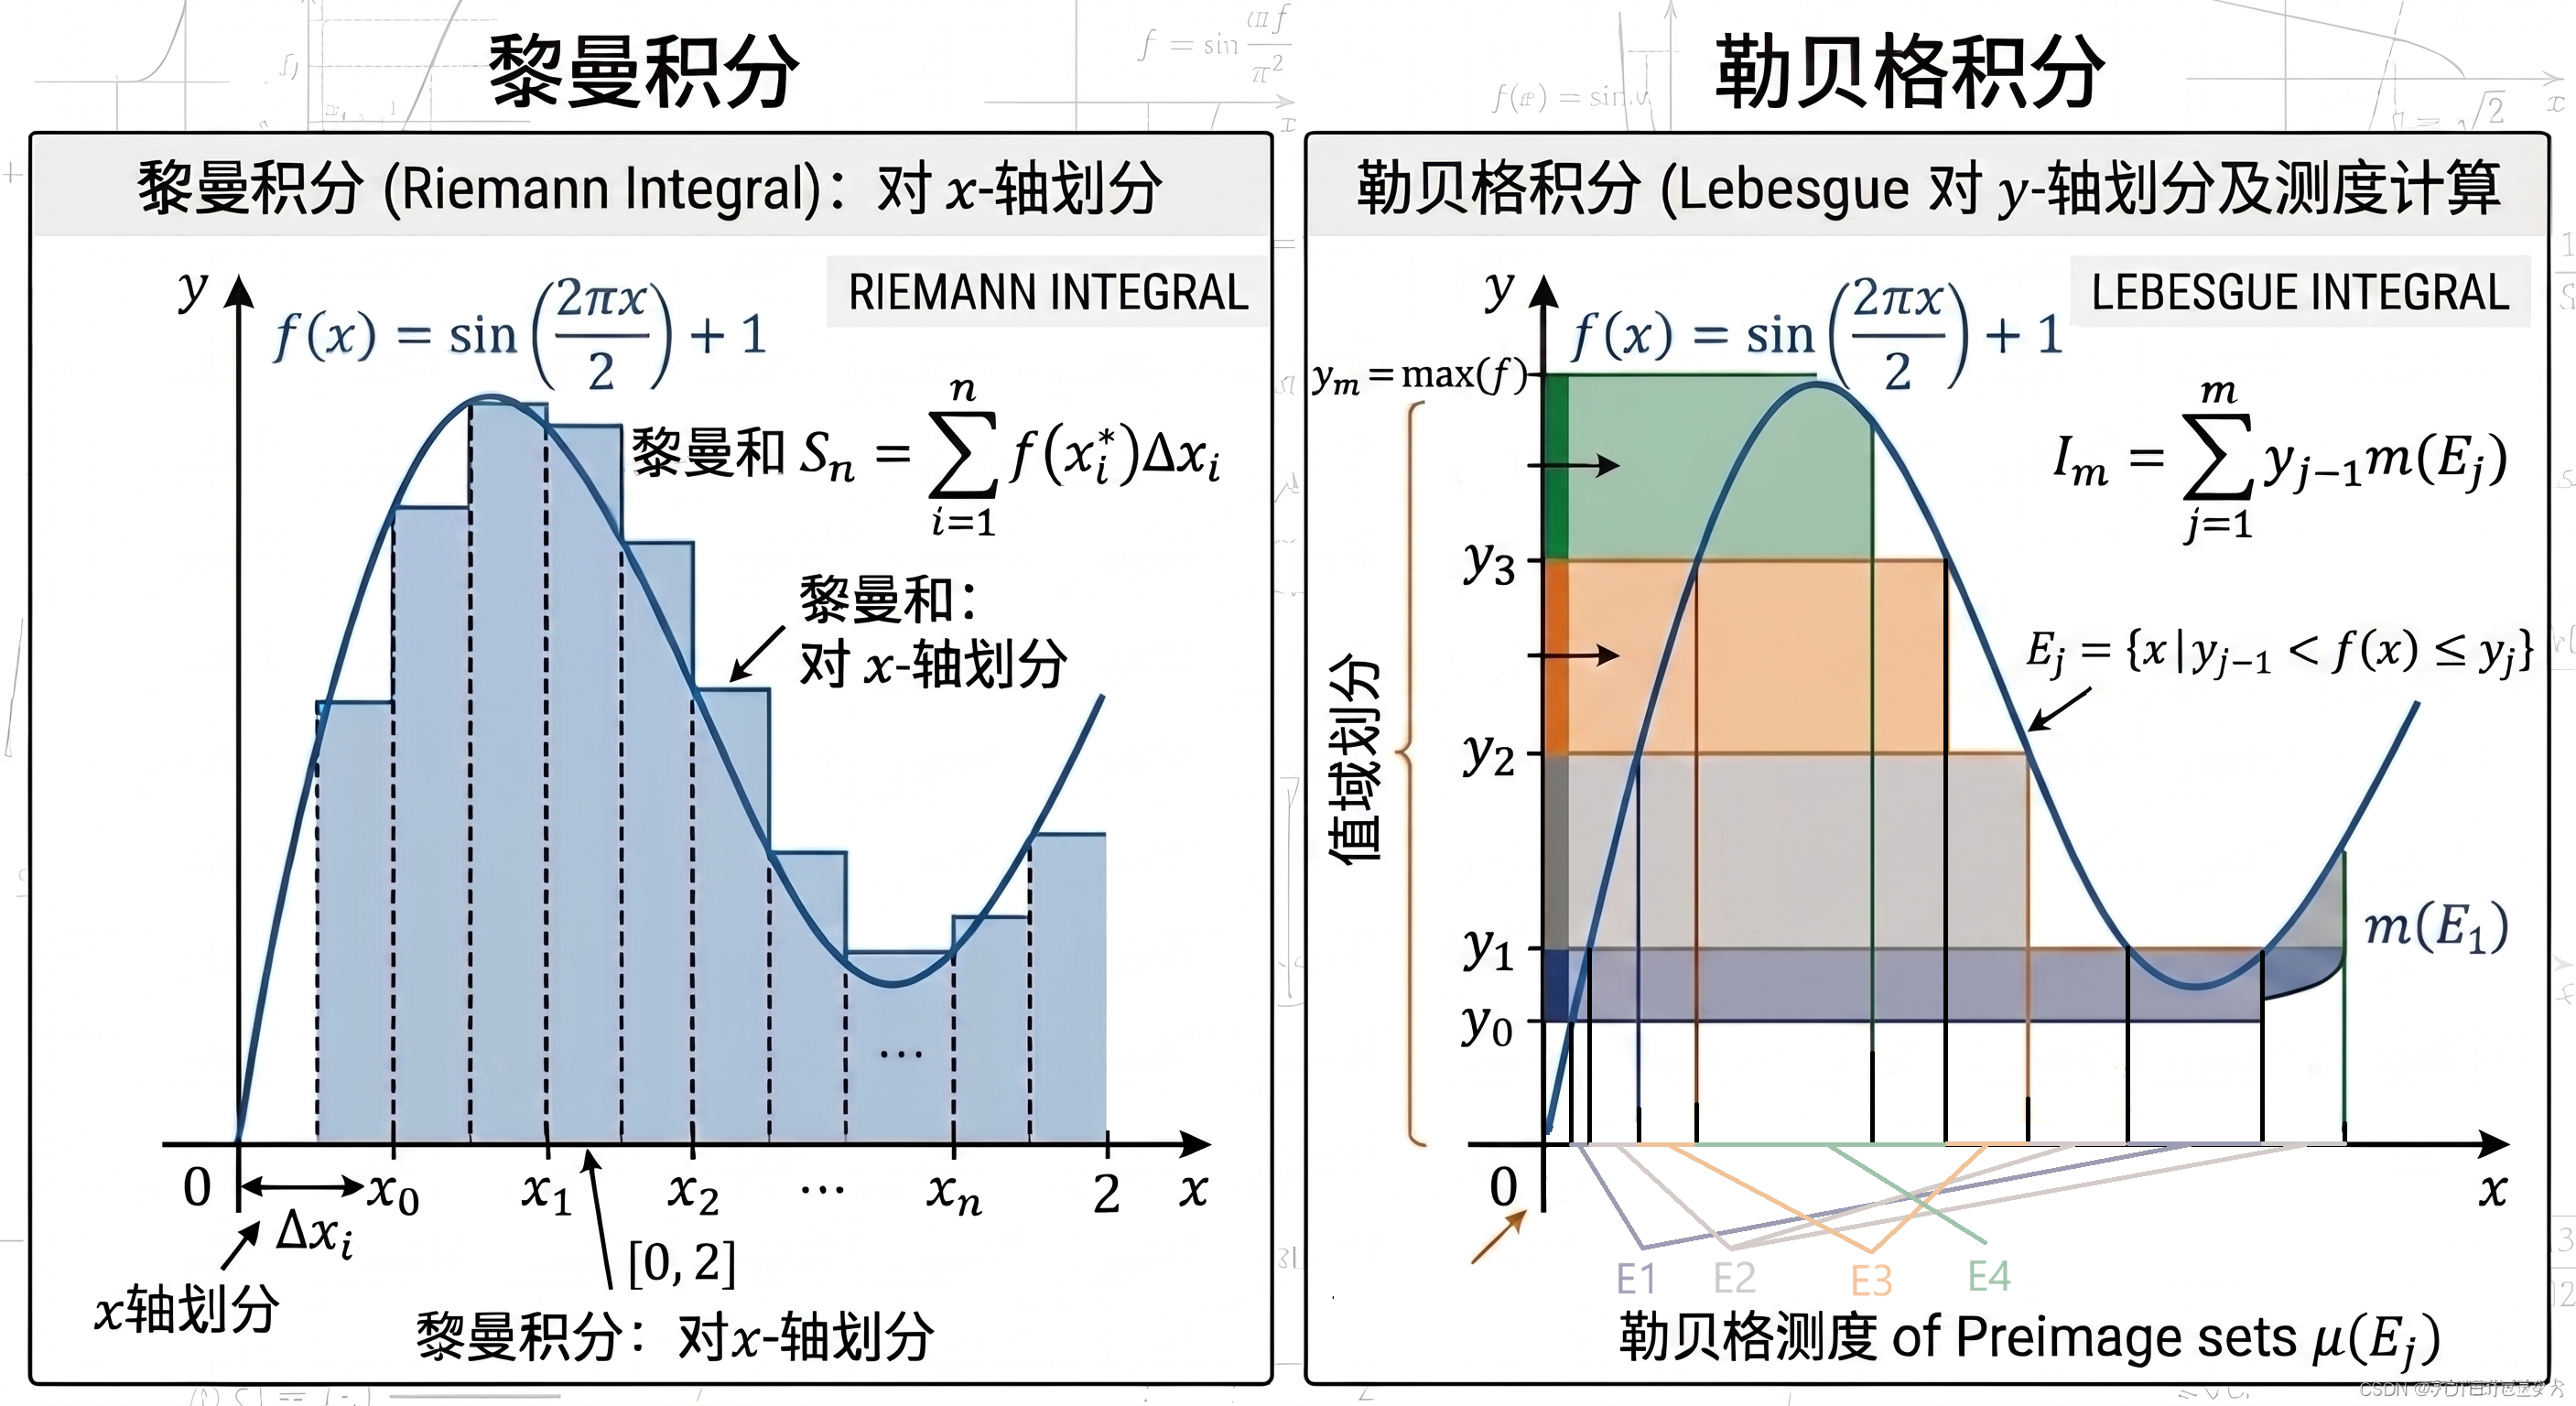 黎曼积分
勒贝格积分
黎曼积分 (Riemann Integral)：对 x-轴划分
RIEMANN INTEGRAL
y
f(x) = sin(2πx/2) + 1
黎曼和 Sₙ = ∑ⁿᵢ₌₁ f(xᵢ*)Δxᵢ
黎曼和：
对 x-轴划分
...
0
x₀
x₁
x₂
...
xₙ
2
x
Δxᵢ
[0, 2]
x轴划分
黎曼积分：对x-轴划分
勒贝格积分 (Lebesgue 对 y-轴划分及测度计算
LEBESGUE INTEGRAL
y
f(x) = sin(2πx/2) + 1
yₘ = max(f)
Iₘ = ∑ᵐⱼ₌₁ yⱼ₋₁m(Eⱼ)
y₃
Eⱼ = {x | yⱼ₋₁ < f(x) ≤ yⱼ}
y₂
值域划分
y₁
m(E₁)
y₀
0
x
E1
E2
E3
E4
勒贝格测度 of Preimage sets μ(Eⱼ)